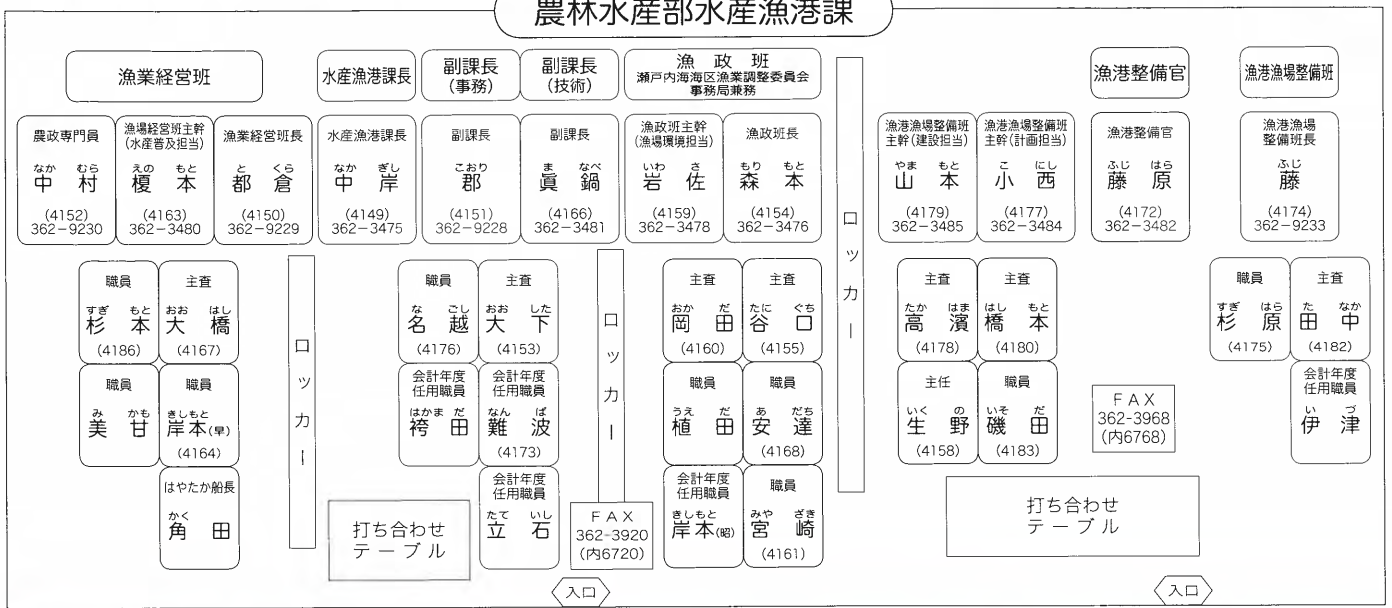 農林水産部水産漁港課
漁業経営班
水産漁港課長
副課長
(事務)
副課長
(技術)
漁政班
瀬戸内海海区漁業調整委員会
事務局兼務
漁港整備官
漁港漁場整備班
農政専門員
なか むら
中村
(4152)
362-9230
漁場経営班主幹
(水産普及担当)
えの もと
榎本
(4163)
362-3480
漁業経営班長
と くら
都倉
(4150)
362-9229
水産漁港課長
なか ぎし
中岸
(4149)
362-3475
副課長
こおり
郡
(4151)
362-9228
副課長
ま なべ
眞鍋
(4166)
362-3481
漁政班主幹
(漁場環境担当)
いわ さ
岩佐
(4159)
362-3478
漁政班長
もり もと
森本
(4154)
362-3476
ロッカー
漁港漁場整備班
主幹(建設担当)
やま もと
山本
(4179)
362-3485
漁港漁場整備班
主幹(計画担当)
こ にし
小西
(4177)
362-3484
漁港整備官
ふじ はら
藤原
(4172)
362-3482
漁港漁場
整備班長
ふじ
藤
(4174)
362-9233
職員
すぎ もと
杉本
(4186)
主査
おお はし
大橋
(4167)
職員
み かも
美甘
職員
きしもと
岸本(早)
(4164)
はやたか船長
かく
角田
ロッカー
職員
な ごし
名越
(4176)
主査
おお した
大下
(4153)
会計年度
任用職員
はかま だ
袴田
会計年度
任用職員
なん ば
難波
(4173)
会計年度
任用職員
たて いし
立石
打ち合わせ
テーブル
ロッカー
FAX
362-3920
(内6720)
主査
おか だ
岡田
(4160)
主査
たに ぐち
谷口
(4155)
職員
うえ だ
植田
職員
あ だち
安達
(4168)
会計年度
任用職員
きしもと
岸本(昭)
職員
みや ざき
宮崎
(4161)
主査
たか はま
高濱
(4178)
主査
はし もと
橋本
(4180)
主任
いく の
生野
(4158)
職員
いそ だ
磯田
(4183)
FAX
362-3968
(内6768)
打ち合わせ
テーブル
職員
すぎ はら
杉原
(4175)
主査
た なか
田中
(4182)
会計年度
任用職員
い づ
伊津
入口
入口